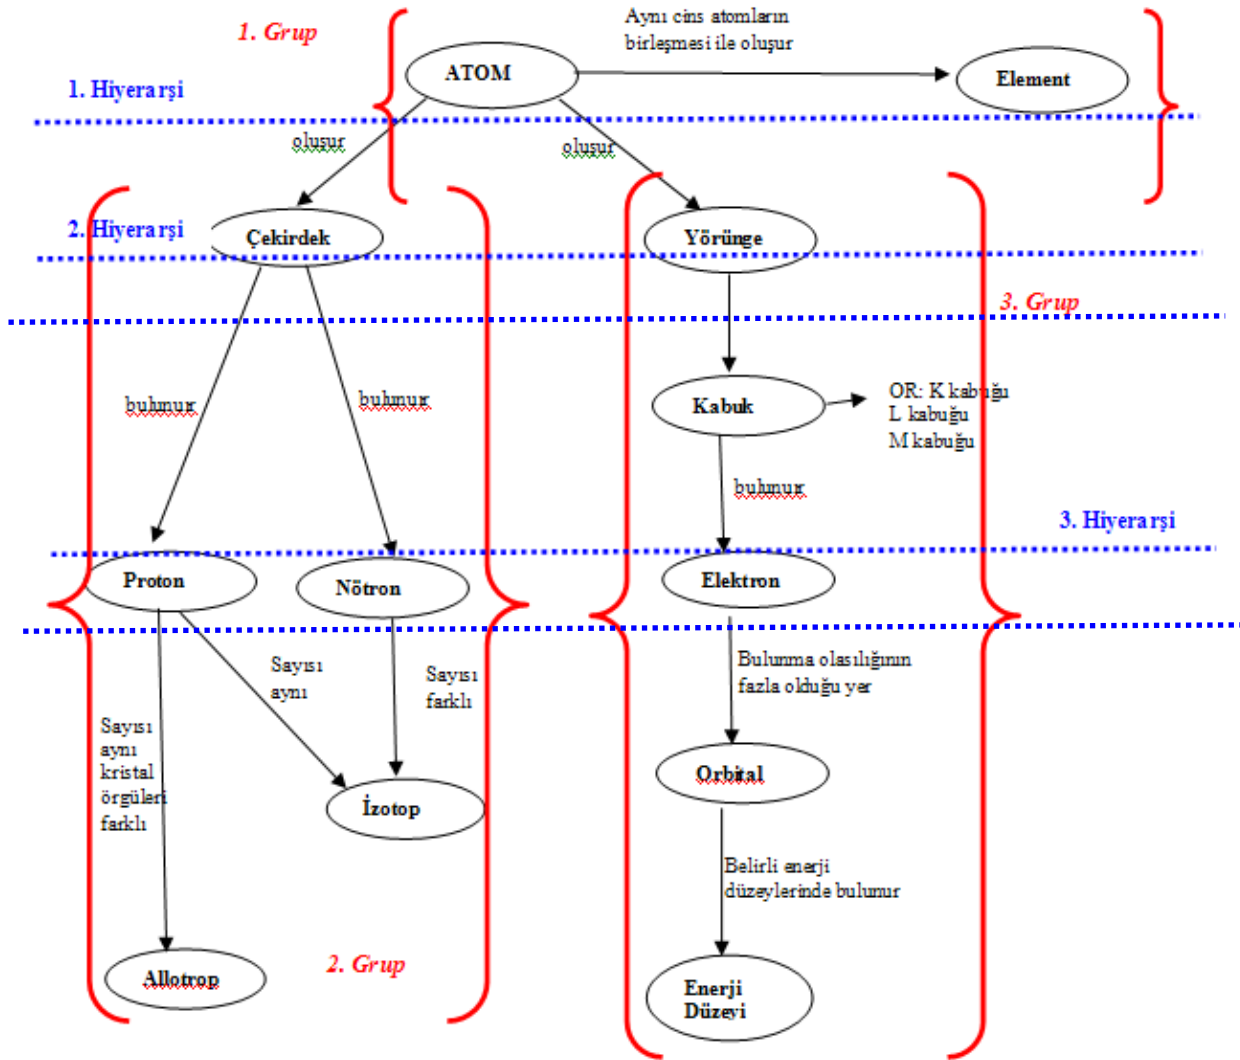 1. Grup
Aynı cins atomların
birleşmesi ile oluşur
ATOM
Element
1. Hiyerarşi
oluşur
oluşur
2. Hiyerarşi
Çekirdek
Yörünge
3. Grup
bulunur
bulunur
Kabuk
OR: K kabuğu
L kabuğu
M kabuğu
bulunur
3. Hiyerarşi
Proton
Nötron
Elektron
Sayısı
aynı
Sayısı
farklı
Bulunma olasılığının
fazla olduğu yer
Sayısı
aynı
kristal
örgüleri
farklı
Orbital
İzotop
Belirli enerji
düzeylerinde bulunur
Allotrop
2. Grup
Enerji
Düzeyi